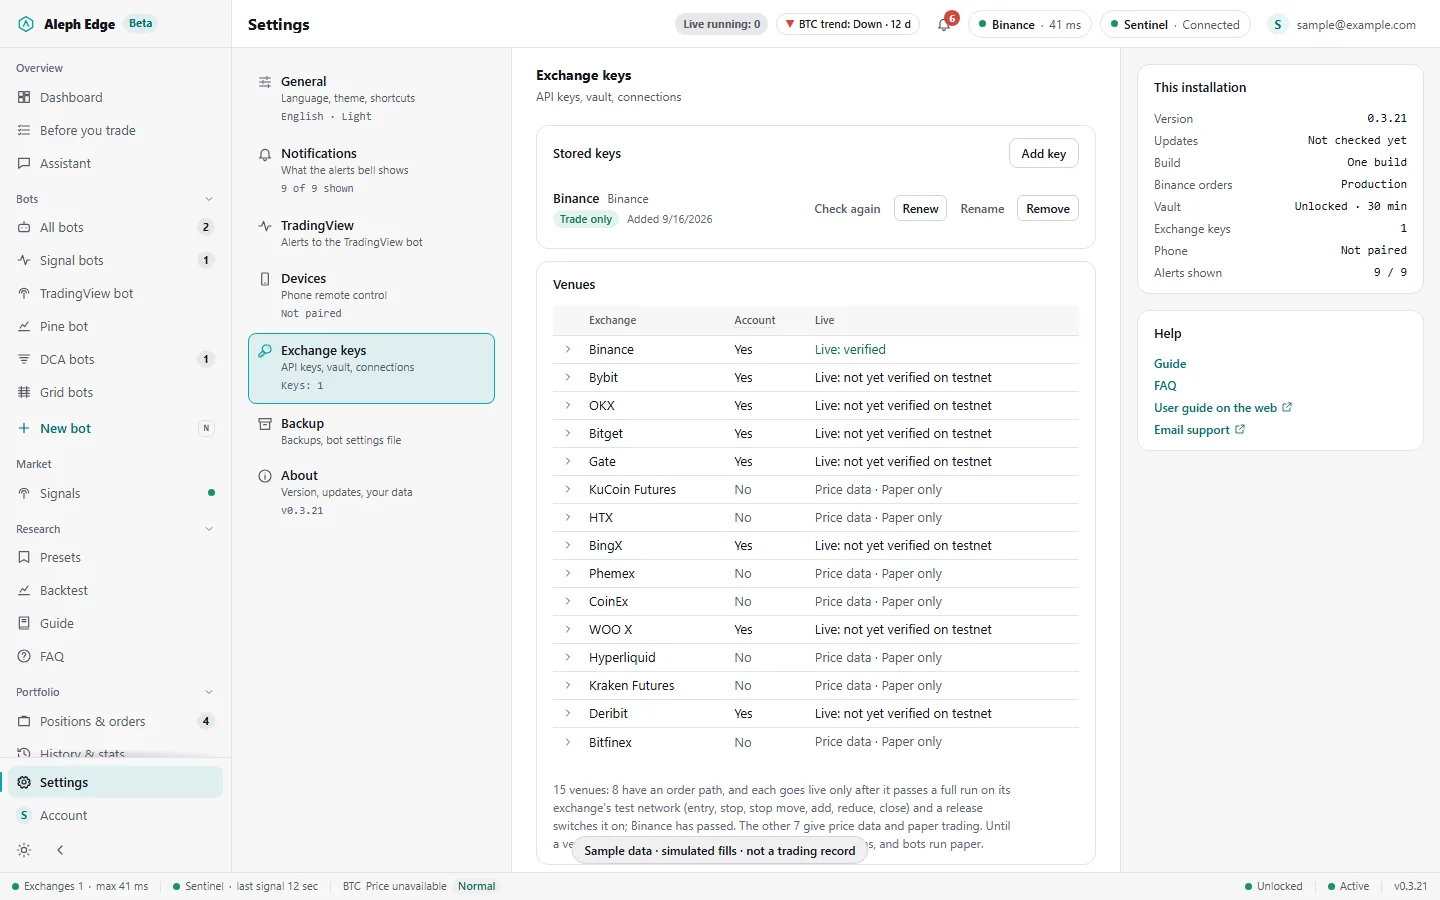 Aleph Edge Beta
Settings
Live running: 0
BTC trend: Down · 12 d
6
Binance · 41 ms
Sentinel · Connected
S sample@example.com
Overview
Dashboard
Before you trade
Assistant
Bots
All bots 2
Signal bots 1
TradingView bot
Pine bot
DCA bots 1
Grid bots
New bot N
Market
Signals
Research
Presets
Backtest
Guide
FAQ
Portfolio
Positions & orders 4
History & stats
Settings
S Account
General
Language, theme, shortcuts
English · Light
Notifications
What the alerts bell shows
9 of 9 shown
TradingView
Alerts to the TradingView bot
Devices
Phone remote control
Not paired
Exchange keys
API keys, vault, connections
Keys: 1
Backup
Backups, bot settings file
About
Version, updates, your data
v0.3.21
Exchange keys
API keys, vault, connections
Stored keys
Add key
Binance Binance
Trade only Added 9/16/2026
Check again Renew Rename Remove
Venues
Exchange Account Live
Binance Yes Live: verified
Bybit Yes Live: not yet verified on testnet
OKX Yes Live: not yet verified on testnet
Bitget Yes Live: not yet verified on testnet
Gate Yes Live: not yet verified on testnet
KuCoin Futures No Price data · Paper only
HTX No Price data · Paper only
BingX Yes Live: not yet verified on testnet
Phemex No Price data · Paper only
CoinEx No Price data · Paper only
WOO X Yes Live: not yet verified on testnet
Hyperliquid No Price data · Paper only
Kraken Futures No Price data · Paper only
Deribit Yes Live: not yet verified on testnet
Bitfinex No Price data · Paper only
15 venues: 8 have an order path, and each goes live only after it passes a full run on its
exchange's test network (entry, stop, stop move, add, reduce, close) and a release
switches it on; Binance has passed. The other 7 give price data and paper trading. Until
a and bots run paper.
Sample data · simulated fills · not a trading record
This installation
Version 0.3.21
Updates Not checked yet
Build One build
Binance orders Production
Vault Unlocked · 30 min
Exchange keys 1
Phone Not paired
Alerts shown 9 / 9
Help
Guide
FAQ
User guide on the web
Email support
Exchanges 1 · max 41 ms
Sentinel · last signal 12 sec
BTC Price unavailable Normal
Unlocked
Active
v0.3.21